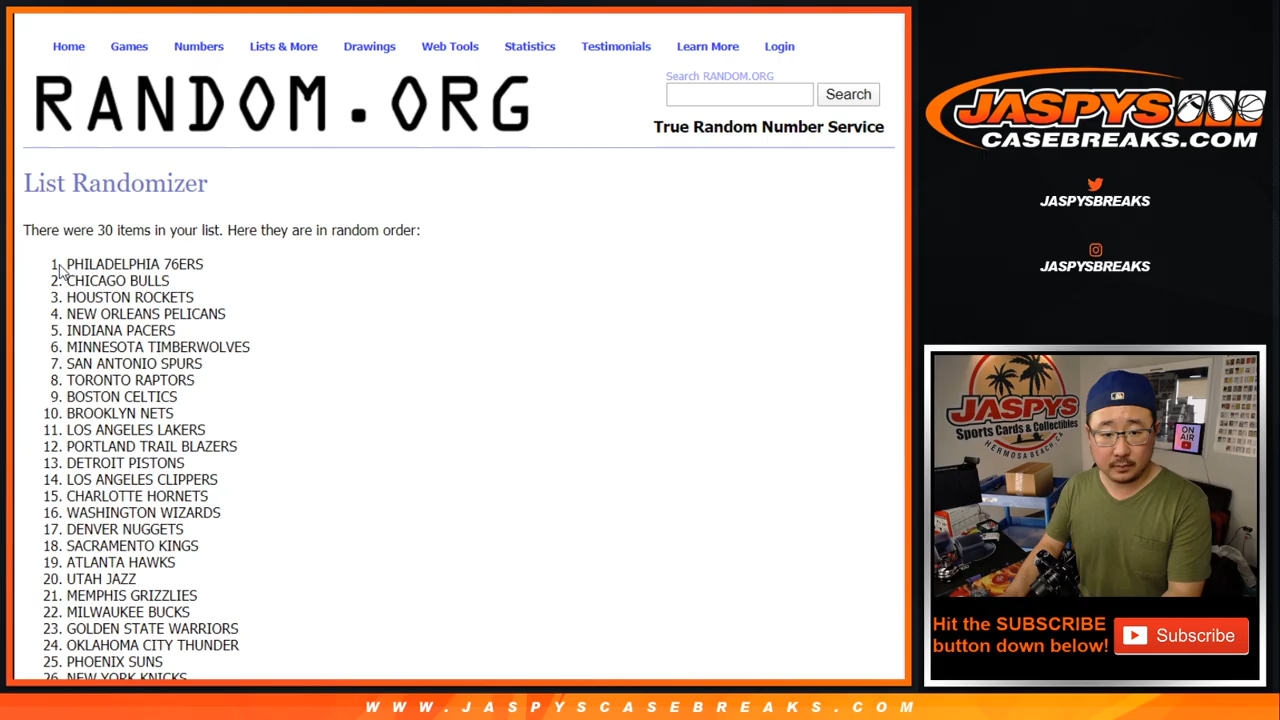 Home Games Numbers Lists & More Drawings Web Tools Statistics Testimonials Learn More Login
RANDOM.ORG
Search RANDOM.ORG
Search
True Random Number Service
List Randomizer
There were 30 items in your list. Here they are in random order:
1. PHILADELPHIA 76ERS
2. CHICAGO BULLS
3. HOUSTON ROCKETS
4. NEW ORLEANS PELICANS
5. INDIANA PACERS
6. MINNESOTA TIMBERWOLVES
7. SAN ANTONIO SPURS
8. TORONTO RAPTORS
9. BOSTON CELTICS
10. BROOKLYN NETS
11. LOS ANGELES LAKERS
12. PORTLAND TRAIL BLAZERS
13. DETROIT PISTONS
14. LOS ANGELES CLIPPERS
15. CHARLOTTE HORNETS
16. WASHINGTON WIZARDS
17. DENVER NUGGETS
18. SACRAMENTO KINGS
19. ATLANTA HAWKS
20. UTAH JAZZ
21. MEMPHIS GRIZZLIES
22. MILWAUKEE BUCKS
23. GOLDEN STATE WARRIORS
24. OKLAHOMA CITY THUNDER
25. PHOENIX SUNS
26. NEW YORK KNICKS
JASPYS
CASEBREAKS.COM
JASPYSBREAKS
JASPYSBREAKS
JASPYS
Sports Cards & Collectibles
HERMOSA BEACH, CA
ON
AIR
Hit the SUBSCRIBE
button down below!
Subscribe
WWW.JASPYSCASEBREAKS.COM